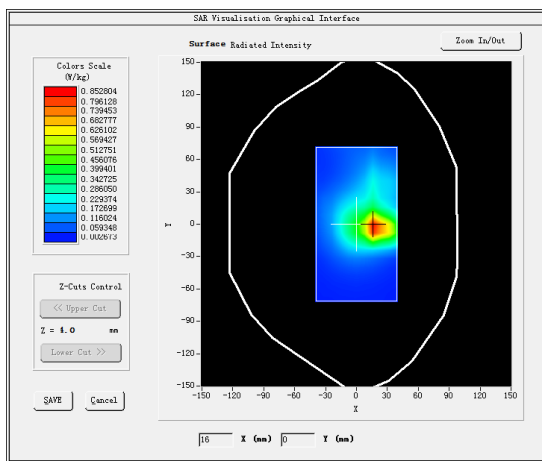 SAR Visualisation Graphical Interface
Surface Radiated Intensity
Zoom In/Out
Colors Scale
(W/kg)
0.852804
0.796128
0.739453
0.682777
0.626102
0.569427
0.512751
0.456076
0.399401
0.342725
0.286050
0.229374
0.172699
0.116024
0.059348
0.002673
Z-Cuts Control
<< Upper Cut
Z = 4.0 mm
Lower Cut >>
SAVE Cancel
150
120
90
60
30
0
-30
-60
-90
-120
-150
Y
-150 -120 -90 -60 -30 0 30 60 90 120 150
X
16 X (mm) 0 Y (mm)